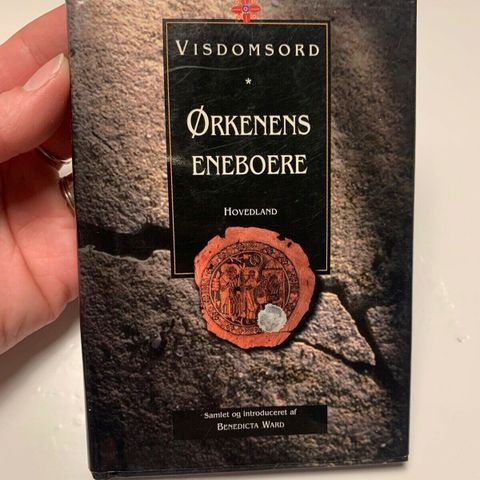 VISDOMSORD
*
ØRKENENS
ENEBOERE
HOVEDLAND
Samlet og introduceret af
BENEDICTA WARD